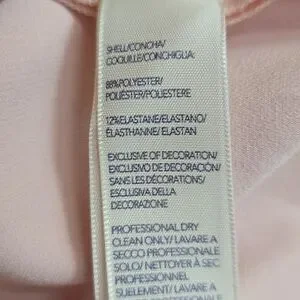 SHELL/CONCHA/
COQUILLE/CONCHIGLIA:
88%POLYESTER/
POLIÉSTER/POLIESTERE
12%ELASTANE/ELASTANO/
ÉLASTHANNE/ELASTAN
EXCLUSIVE OF DECORATION/
EXCLUSIVO DE DECORACIÓN/
SANS LES DÉCORATIONS/
ESCLUSIVA DELLA
DECORAZIONE
PROFESSIONAL DRY
CLEAN ONLY/LAVARE A
SECCO PROFESSIONALE
SOLO/NETTOYER À SEC
PROFESSIONNEL
SEULEMENT/LIMPIAR